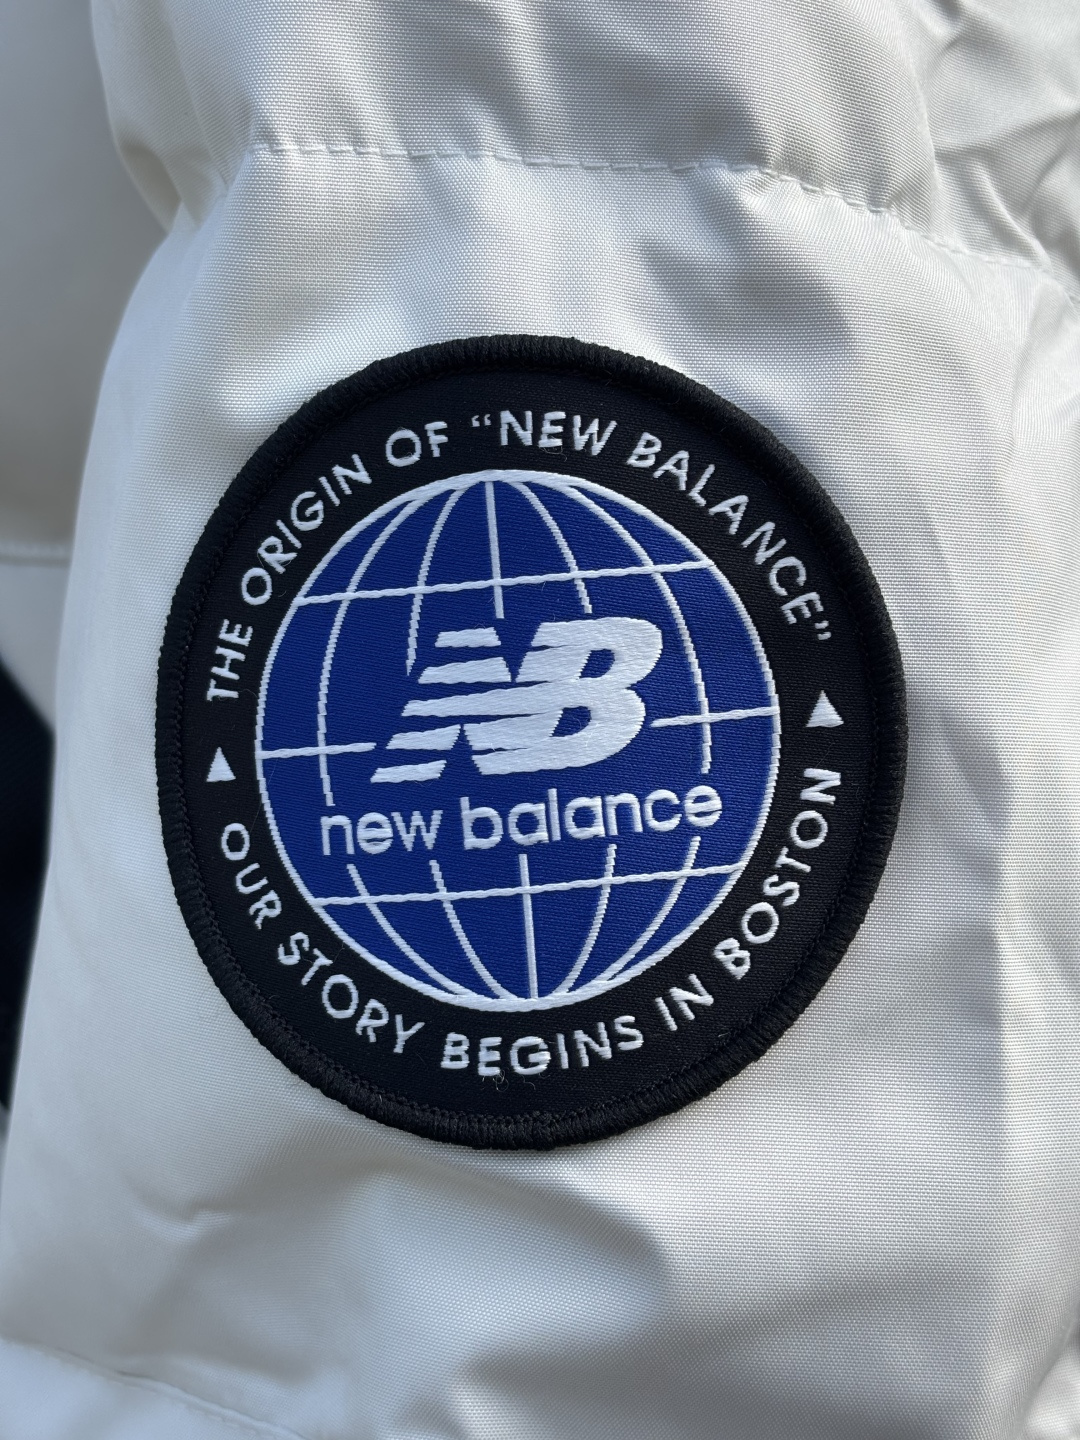 THE ORIGIN OF “NEW BALANCE”
NB
new balance
OUR STORY BEGINS IN BOSTON